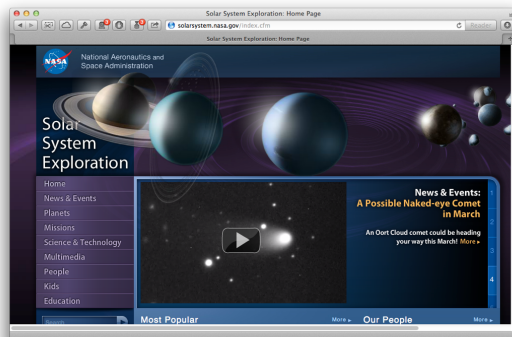 Solar System Exploration: Home Page
solarsystem.nasa.gov/index.cfm
Reader
Solar System Exploration: Home Page
NASA
National Aeronautics and
Space Administration
Solar
System
Exploration
Home
News & Events
Planets
Missions
Science & Technology
Multimedia
People
Kids
Education
Search
News & Events:
A Possible Naked-eye Comet
in March
An Oort Cloud comet could be heading
your way this March! More
1
2
3
4
Most Popular
More
Our People
More